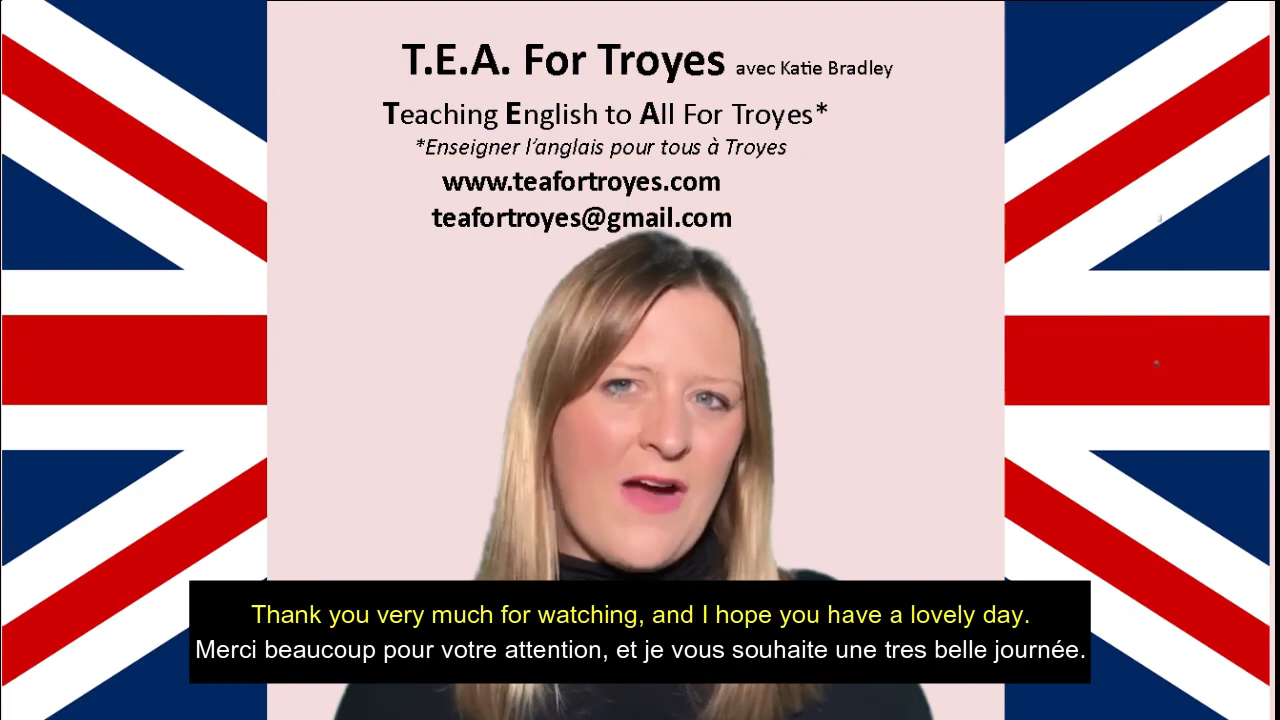 T.E.A. For Troyes avec Katie Bradley
Teaching English to All For Troyes*
*Enseigner l'anglais pour tous à Troyes
www.teafortroyes.com
teafortroyes@gmail.com
Thank you very much for watching, and I hope you have a lovely day.
Merci beaucoup pour votre attention, et je vous souhaite une tres belle journée.